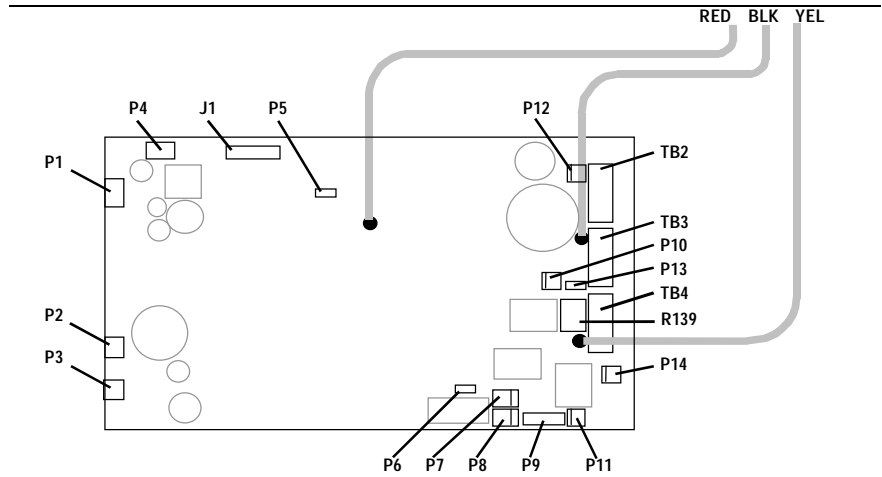 RED BLK YEL
P4 J1 P5 P12
P1 TB2
TB3
P10
P13
P2 TB4
R139
P3 P14
P6 P7 P8 P9 P11